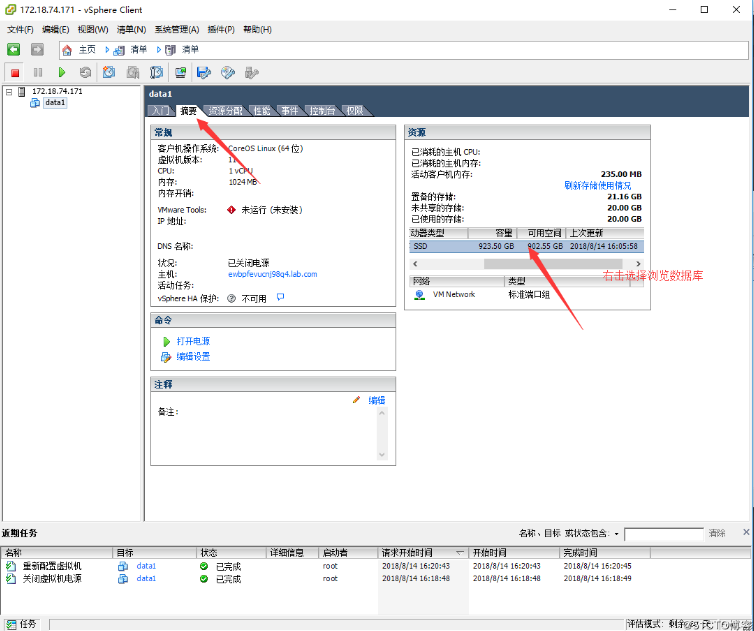 172.18.74.171 - vSphere Client
文件(F) 编辑(E) 视图(W) 清单(N) 系统管理(A) 插件(P) 帮助(H)
主页 清单 清单
172.18.74.171
data1
data1
入门 摘要 资源分配 性能 事件 控制台 权限
常规
客户机操作系统: CoreOS Linux (64 位)
虚拟机版本: 11
CPU: 1 vCPU
内存: 1024 MB
内存开销:
VMware Tools: 未运行 (未安装)
IP 地址:
DNS 名称:
状况: 已关闭电源
主机: ewbpfevucnj98q4.lab.com
活动任务:
vSphere HA 保护: 不可用
命令
打开电源
编辑设置
注释
编辑
备注:
资源
已消耗的主机 CPU:
已消耗的主机内存:
活动客户机内存: 235.00 MB
刷新存储使用情况
置备的存储: 21.16 GB
未共享的存储: 20.00 GB
已使用的存储: 20.00 GB
动器类型 容量 可用空间 上次更新
SSD 923.50 GB 902.55 GB 2018/8/14 16:05:58
右击选择浏览数据库
网络 类型
VM Network 标准端口组
近期任务
名称、目标 或状态包含: 清除
名称 目标 状态 详细信息 启动者 请求开始时间 开始时间 完成时间
重新配置虚拟机 data1 已完成 root 2018/8/14 16:20:43 2018/8/14 16:20:43 2018/8/14 16:20:45
关闭虚拟机电源 data1 已完成 root 2018/8/14 16:18:48 2018/8/14 16:18:48 2018/8/14 16:18:49
任务 评估模式: 剩余
@51CTO博客